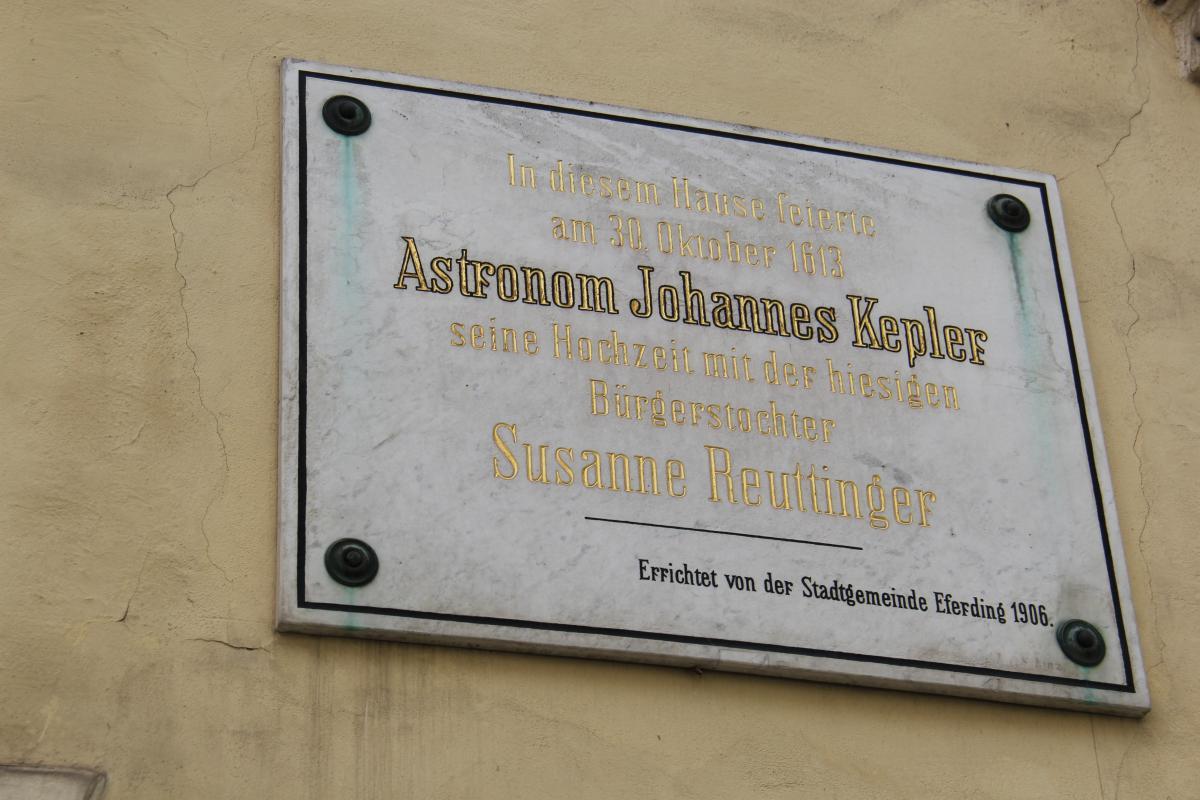 In diesem Hause feierte
am 30. Oktober 1613
Astronom Johannes Kepler
seine Hochzeit mit der hiesigen
Bürgerstochter
Susanne Reuttinger
Errichtet von der Stadtgemeinde Eferding 1906.